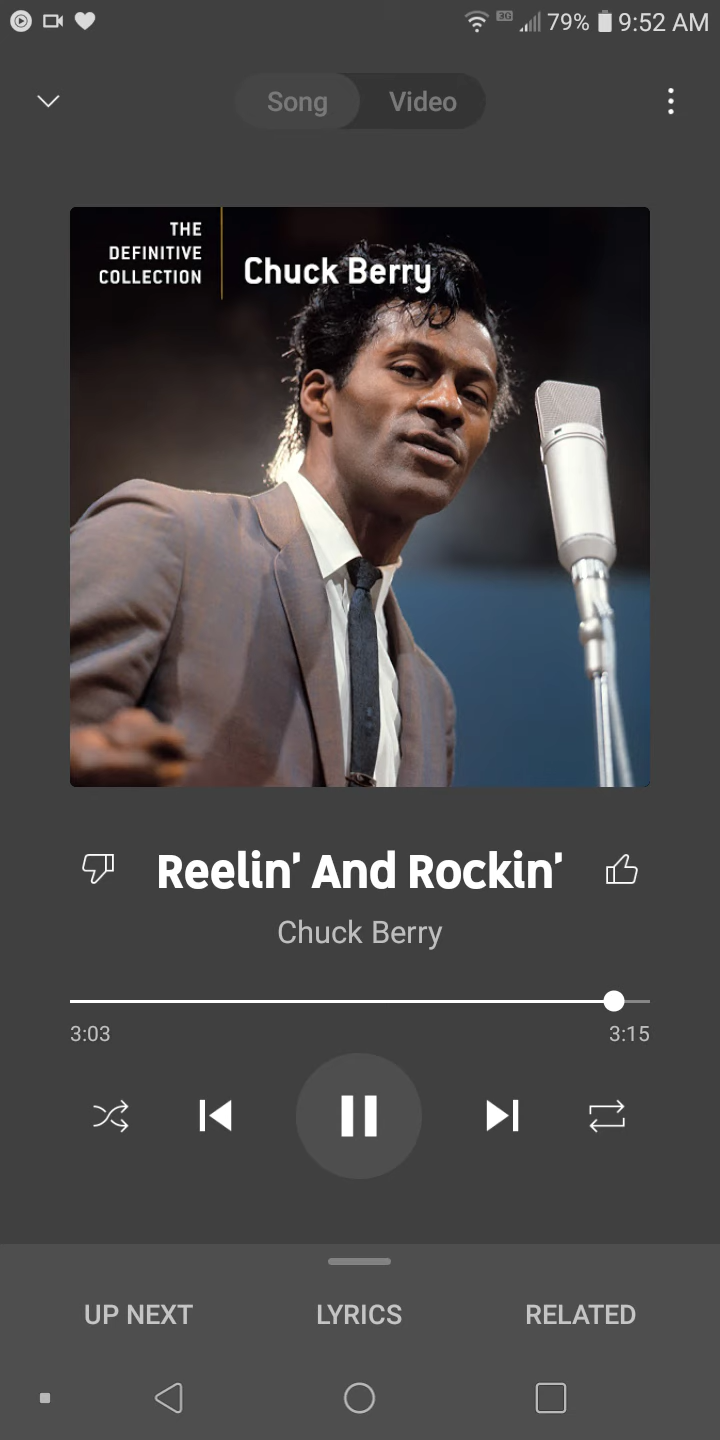 3G 79% 9:52 AM
Song Video
THE
DEFINITIVE
COLLECTION
Chuck Berry
Reelin' And Rockin'
Chuck Berry
3:03 3:15
UP NEXT LYRICS RELATED